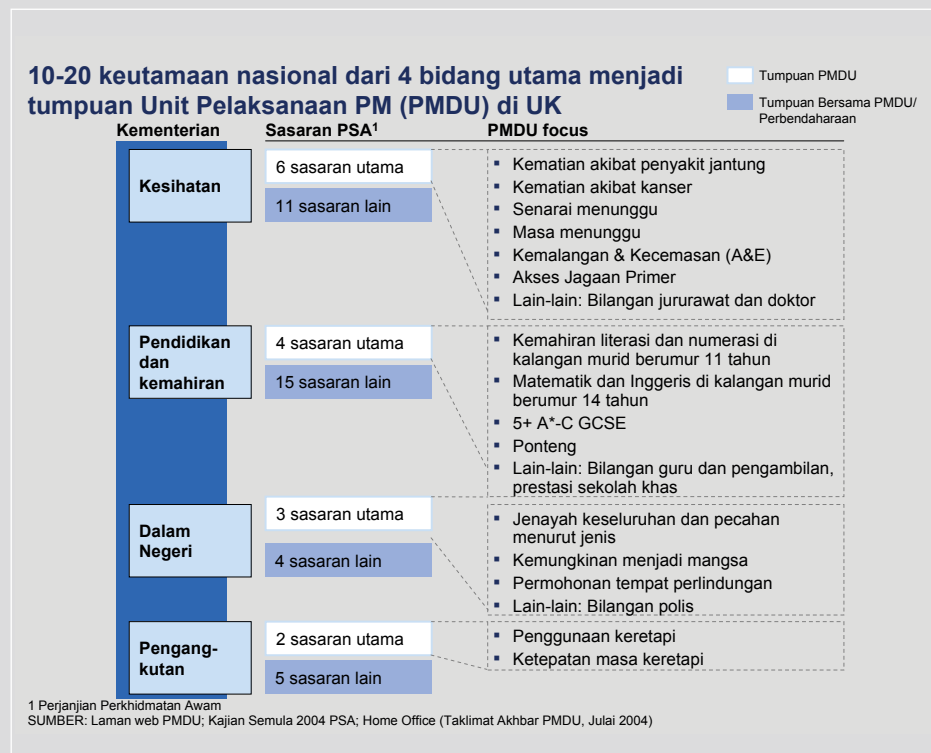 10-20 keutamaan nasional dari 4 bidang utama menjadi
tumpuan Unit Pelaksanaan PM (PMDU) di UK
Tumpuan PMDU
Tumpuan Bersama PMDU/
Perbendaharaan
Kementerian
Sasaran PSA¹
PMDU focus
Kesihatan
6 sasaran utama
11 sasaran lain
▪ Kematian akibat penyakit jantung
▪ Kematian akibat kanser
▪ Senarai menunggu
▪ Masa menunggu
▪ Kemalangan & Kecemasan (A&E)
▪ Akses Jagaan Primer
▪ Lain-lain: Bilangan jururawat dan doktor
Pendidikan
dan
kemahiran
4 sasaran utama
15 sasaran lain
▪ Kemahiran literasi dan numerasi di
kalangan murid berumur 11 tahun
▪ Matematik dan Inggeris di kalangan murid
berumur 14 tahun
▪ 5+ A*-C GCSE
▪ Ponteng
▪ Lain-lain: Bilangan guru dan pengambilan,
prestasi sekolah khas
Dalam
Negeri
3 sasaran utama
4 sasaran lain
▪ Jenayah keseluruhan dan pecahan
menurut jenis
▪ Kemungkinan menjadi mangsa
▪ Permohonan tempat perlindungan
▪ Lain-lain: Bilangan polis
Pengang-
kutan
2 sasaran utama
5 sasaran lain
▪ Penggunaan keretapi
▪ Ketepatan masa keretapi
1 Perjanjian Perkhidmatan Awam
SUMBER: Laman web PMDU; Kajian Semula 2004 PSA; Home Office (Taklimat Akhbar PMDU, Julai 2004)